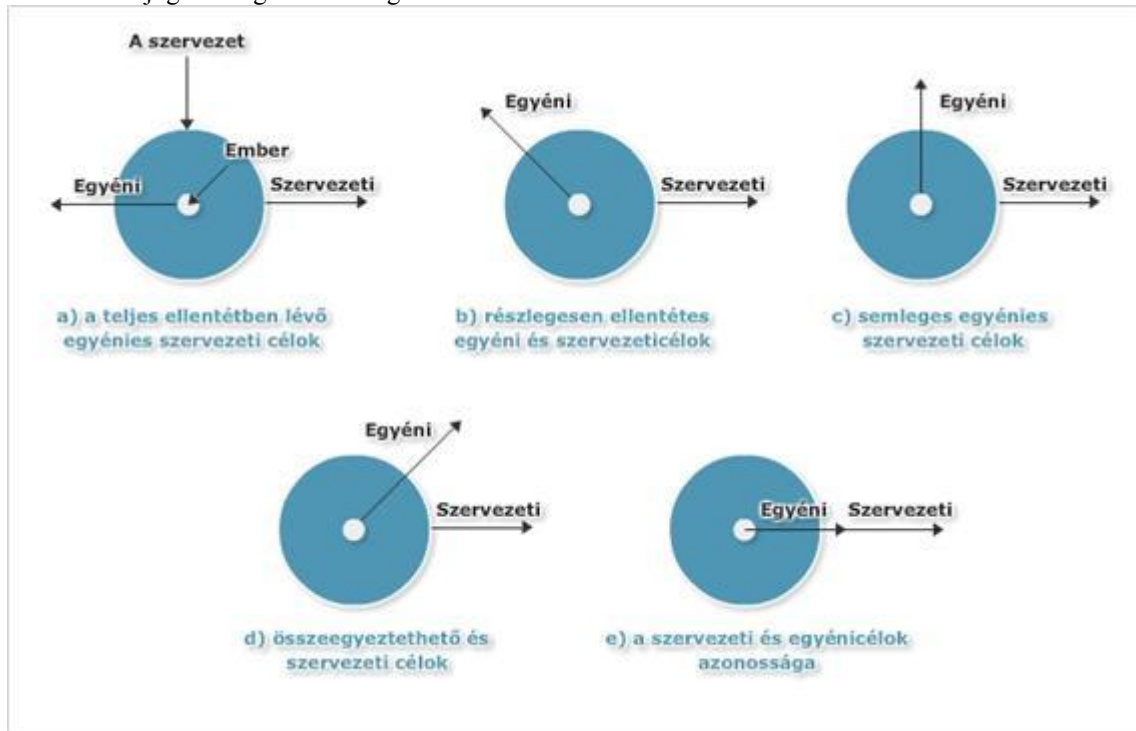 A szervezet
Ember
Egyéni
Szervezeti
a) a teljes ellentétben lévő
egyénies szervezeti célok
Egyéni
Szervezeti
b) részlegesen ellentétes
egyéni és szervezeticélok
Egyéni
Szervezeti
c) semleges egyénies
szervezeti célok
Egyéni
Szervezeti
d) összeegyeztethető és
szervezeti célok
Egyéni
Szervezeti
e) a szervezeti és egyénicélok
azonossága